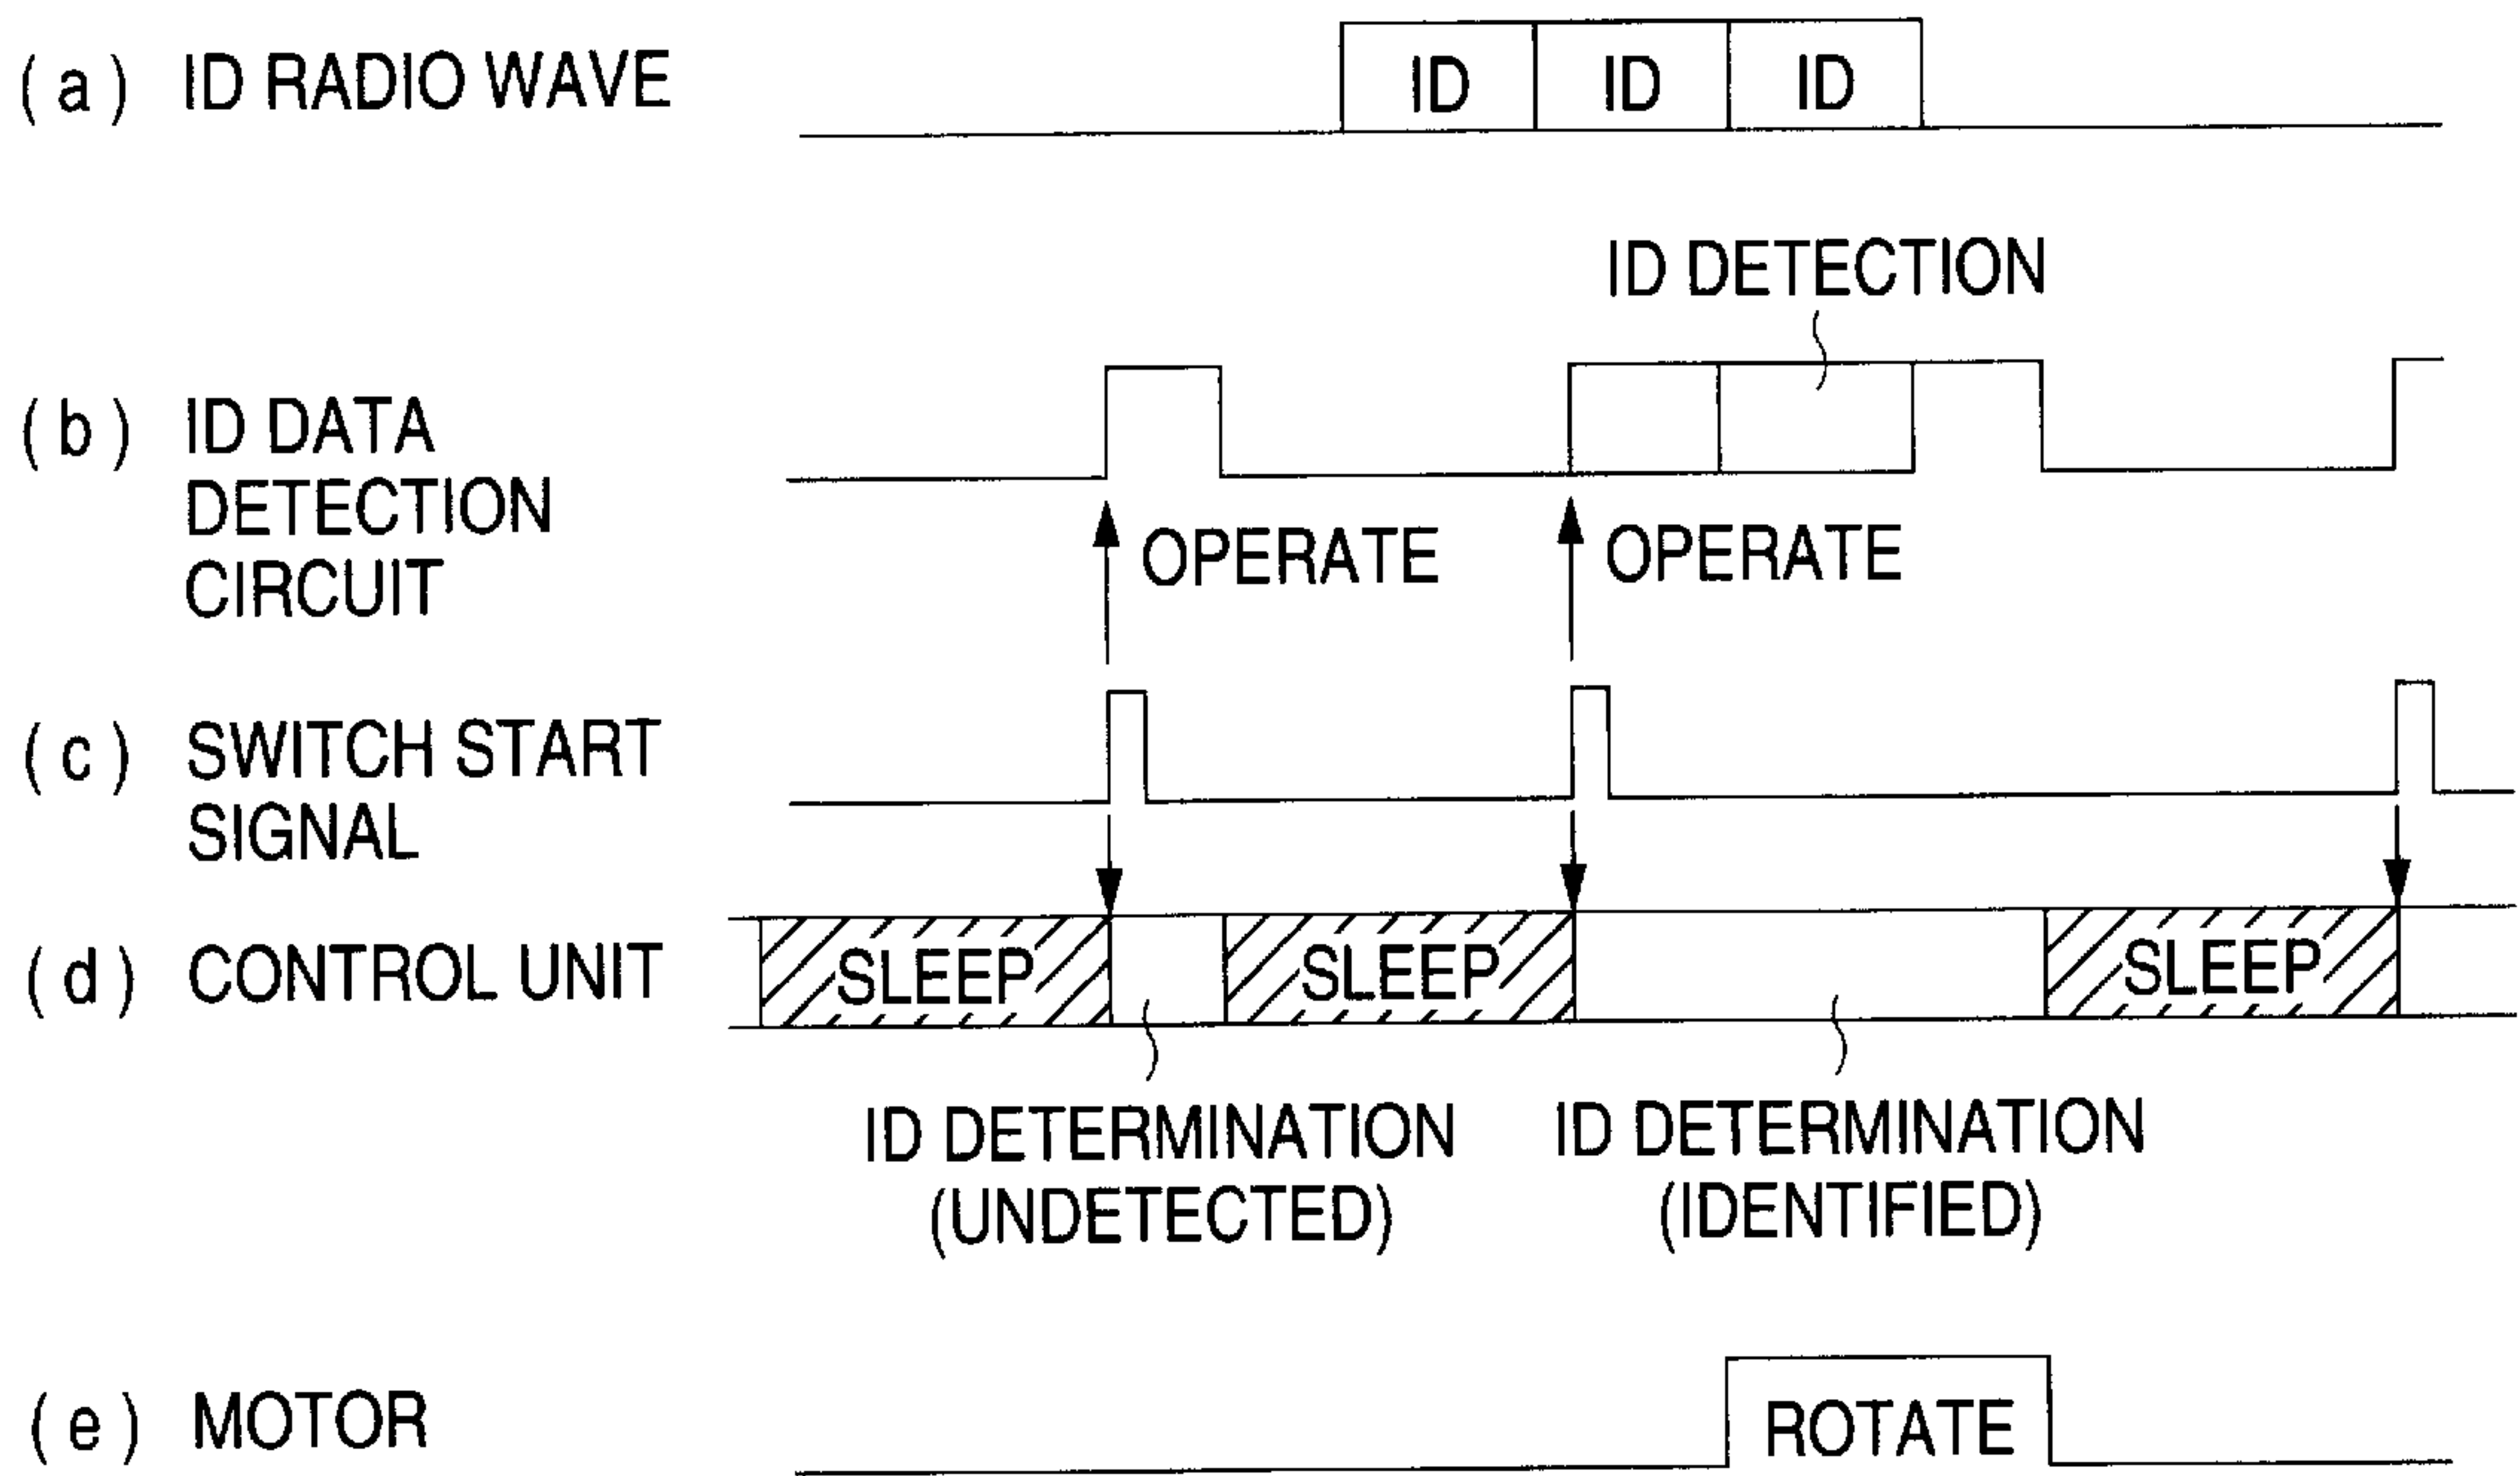 (a) ID RADIO WAVE
ID ID ID
ID DETECTION
(b) ID DATA
DETECTION
CIRCUIT
OPERATE OPERATE
(c) SWITCH START
SIGNAL
(d) CONTROL UNIT
SLEEP SLEEP SLEEP
ID DETERMINATION
(UNDETECTED)
ID DETERMINATION
(IDENTIFIED)
(e) MOTOR
ROTATE